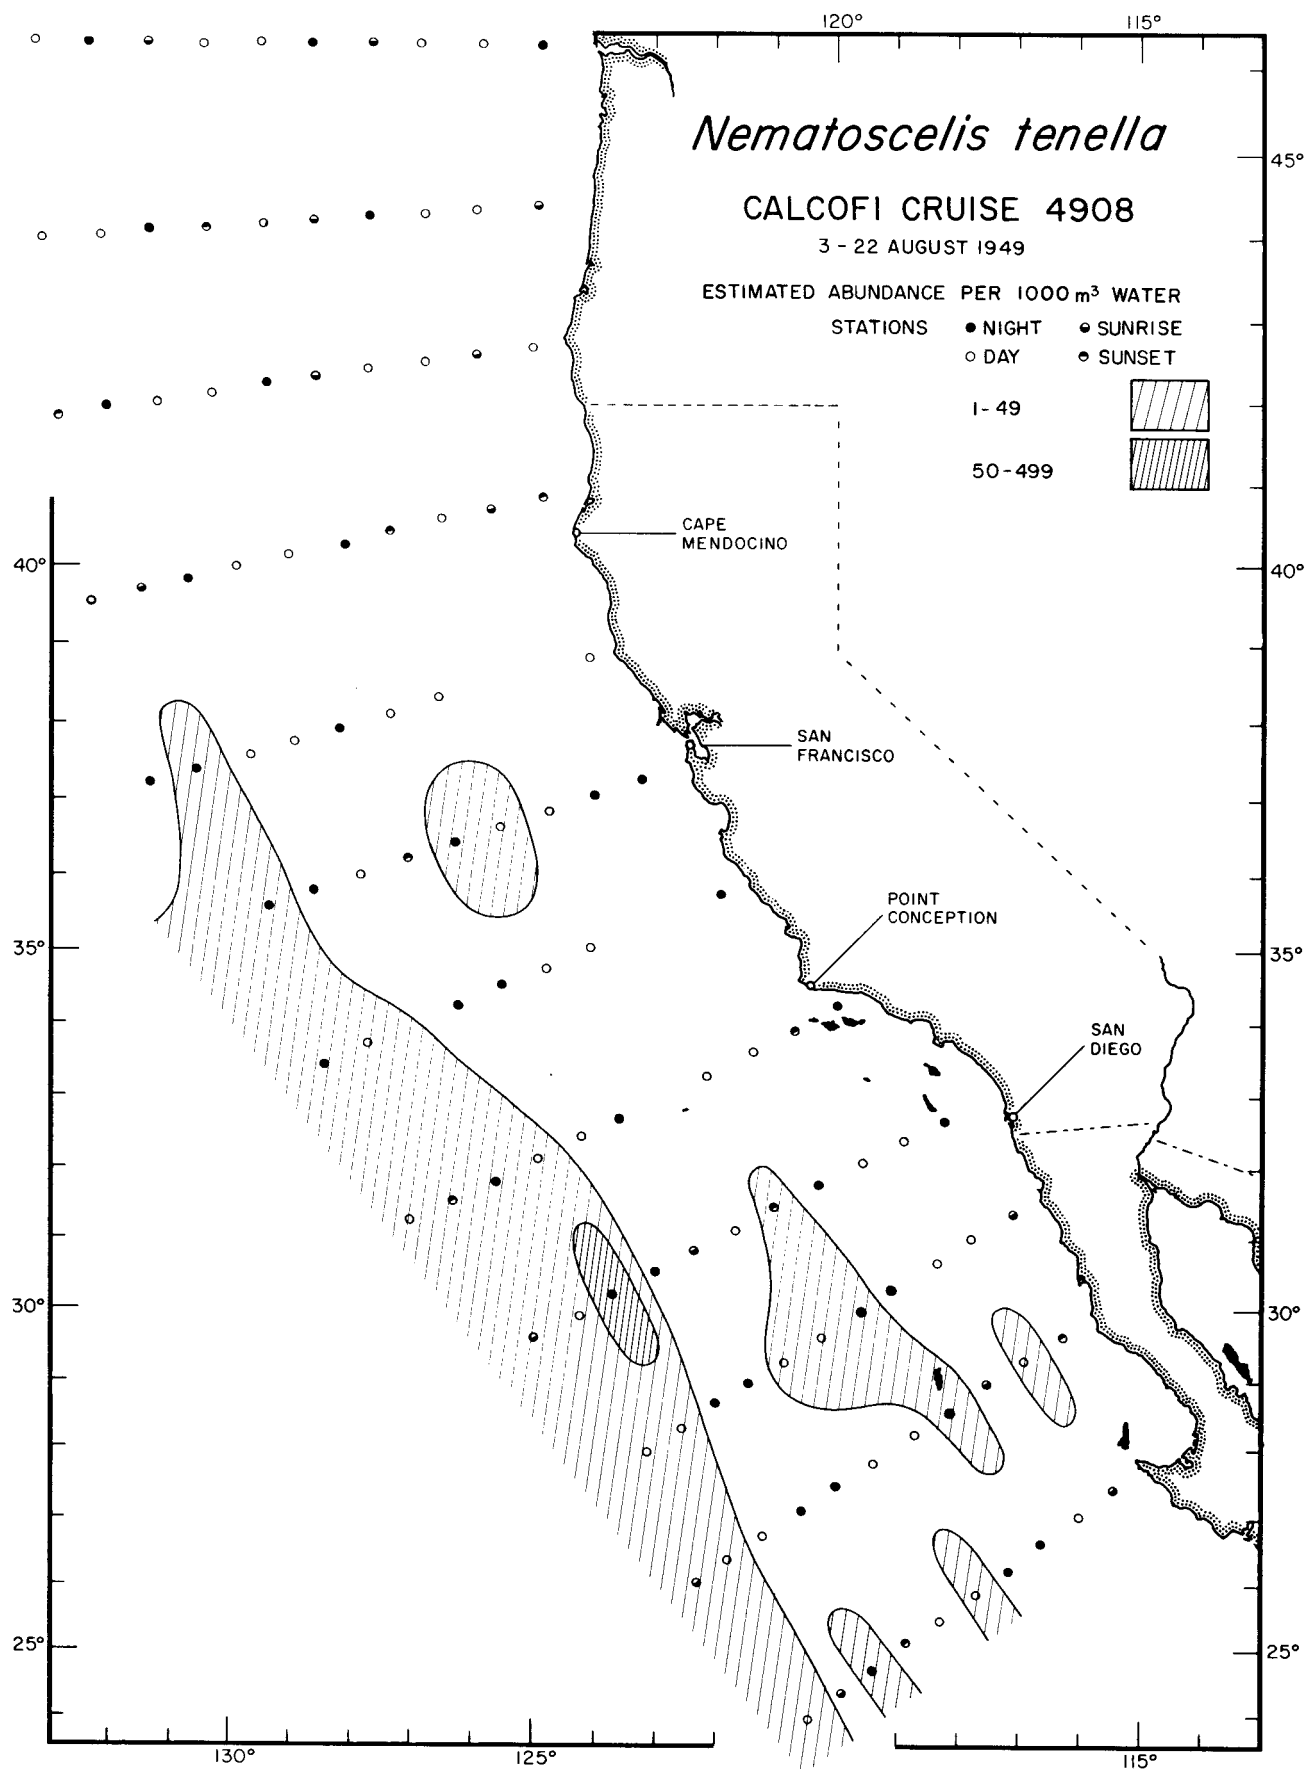 120° 115°
Nematoscelis tenella
45°
CALCOFI CRUISE 4908
3 - 22 AUGUST 1949
ESTIMATED ABUNDANCE PER 1000 m³ WATER
STATIONS ● NIGHT ◒ SUNRISE
○ DAY ◓ SUNSET
1 - 49
50 - 499
CAPE
MENDOCINO
40° 40°
SAN
FRANCISCO
POINT
CONCEPTION
35° 35°
SAN
DIEGO
30° 30°
25° 25°
130° 125° 115°